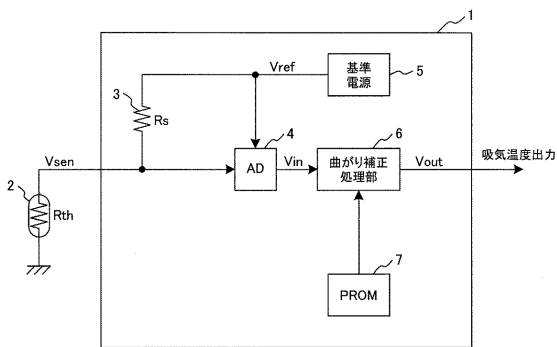 1
Vref
基準
電源
5
3
Rs
4
6
Vsen
AD
Vin
曲がり補正
処理部
Vout
吸気温度出力
2
Rth
7
PROM